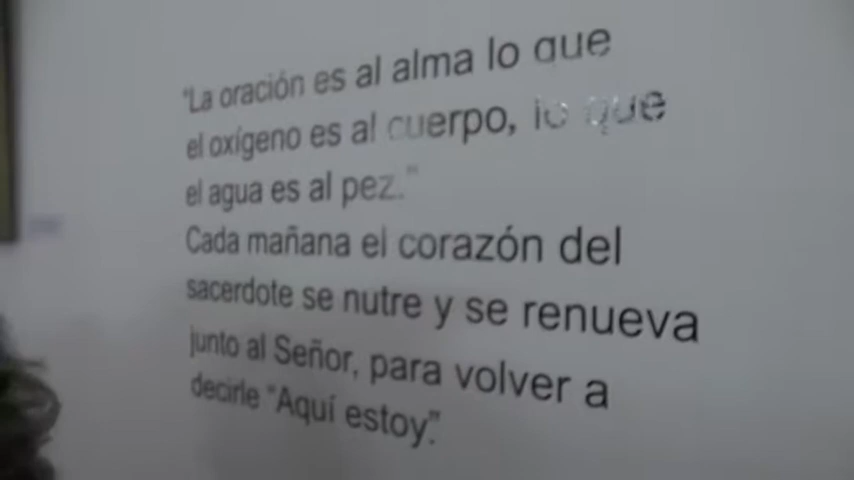 "La oración es al alma lo que
el oxígeno es al cuerpo, lo que
el agua es al pez."
Cada mañana el corazón del
sacerdote se nutre y se renueva
junto al Señor, para volver a
decirle "Aquí estoy".